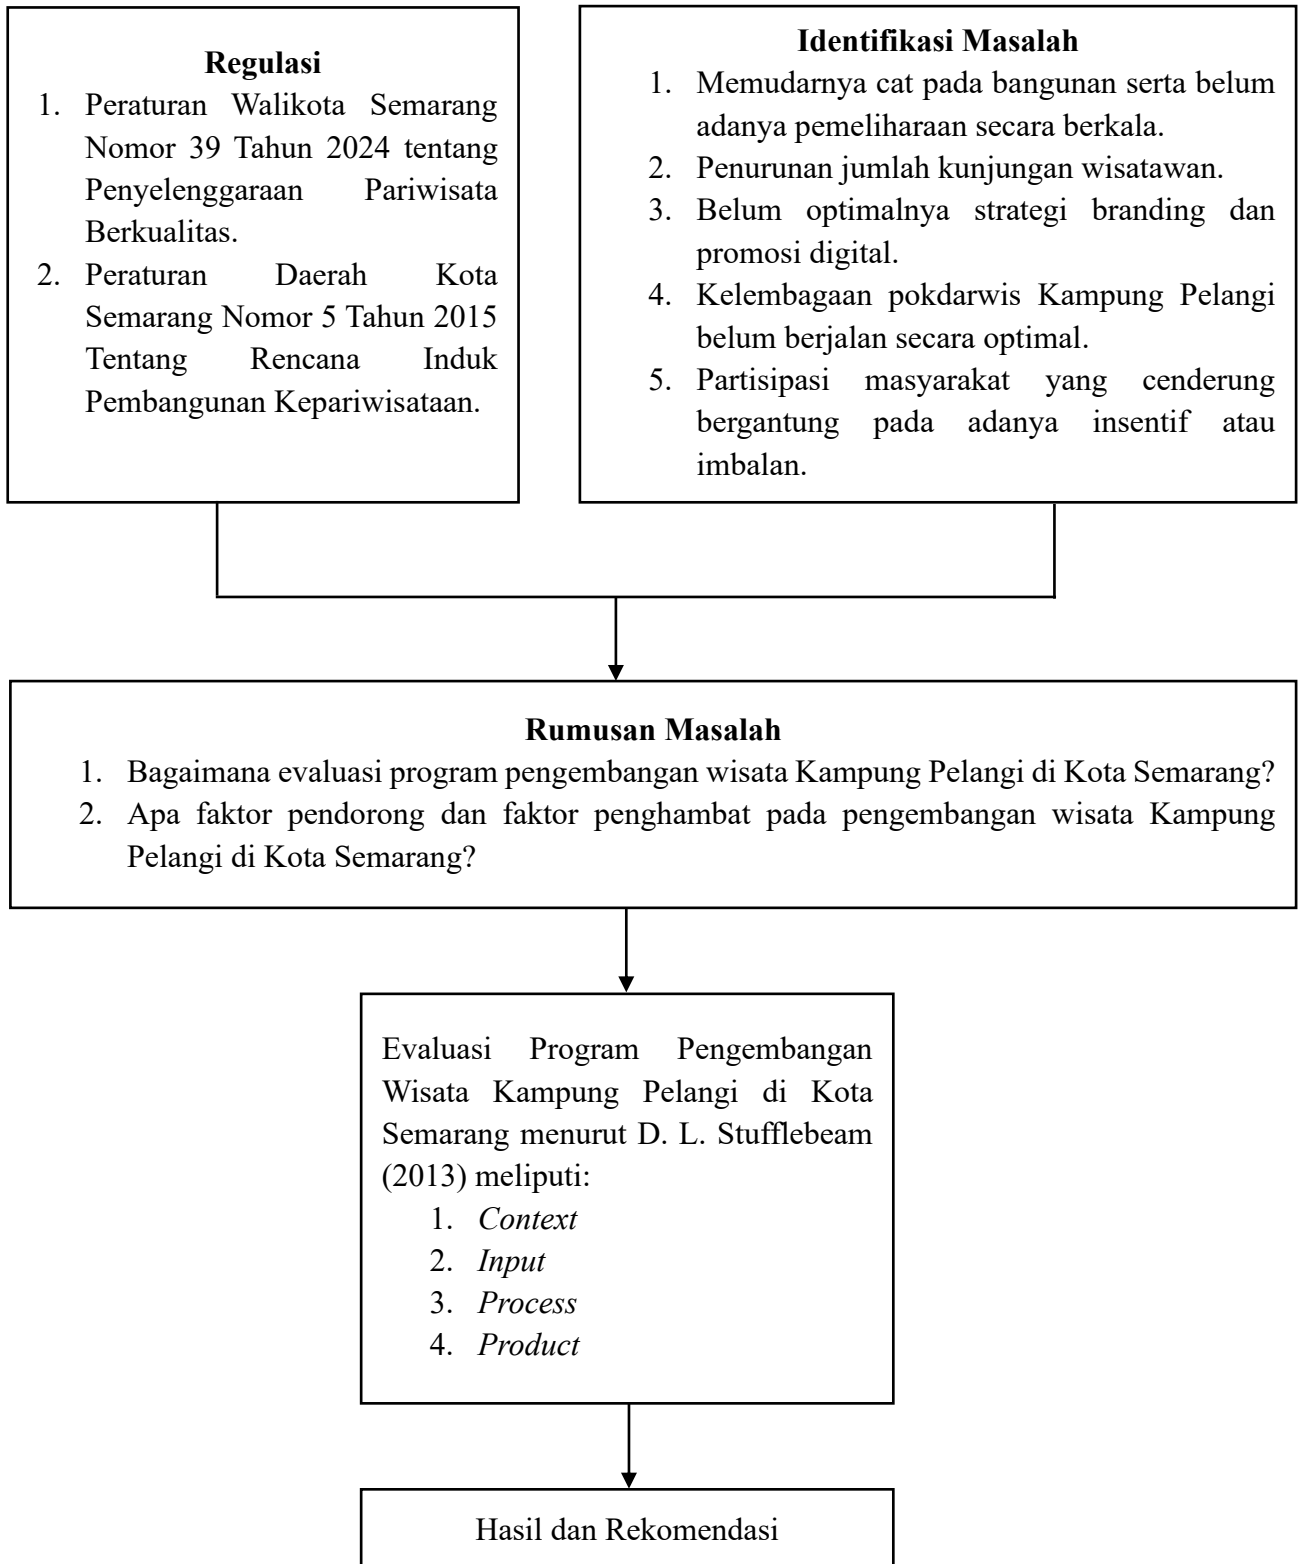 Regulasi
1. Peraturan Walikota Semarang
Nomor 39 Tahun 2024 tentang
Penyelenggaraan Pariwisata
Berkualitas.
2. Peraturan Daerah Kota
Semarang Nomor 5 Tahun 2015
Tentang Rencana Induk
Pembangunan Kepariwisataan.
Identifikasi Masalah
1. Memudarnya cat pada bangunan serta belum
adanya pemeliharaan secara berkala.
2. Penurunan jumlah kunjungan wisatawan.
3. Belum optimalnya strategi branding dan
promosi digital.
4. Kelembagaan pokdarwis Kampung Pelangi
belum berjalan secara optimal.
5. Partisipasi masyarakat yang cenderung
bergantung pada adanya insentif atau
imbalan.
Rumusan Masalah
1. Bagaimana evaluasi program pengembangan wisata Kampung Pelangi di Kota Semarang?
2. Apa faktor pendorong dan faktor penghambat pada pengembangan wisata Kampung
Pelangi di Kota Semarang?
Evaluasi Program Pengembangan
Wisata Kampung Pelangi di Kota
Semarang menurut D. L. Stufflebeam
(2013) meliputi:
1. Context
2. Input
3. Process
4. Product
Hasil dan Rekomendasi